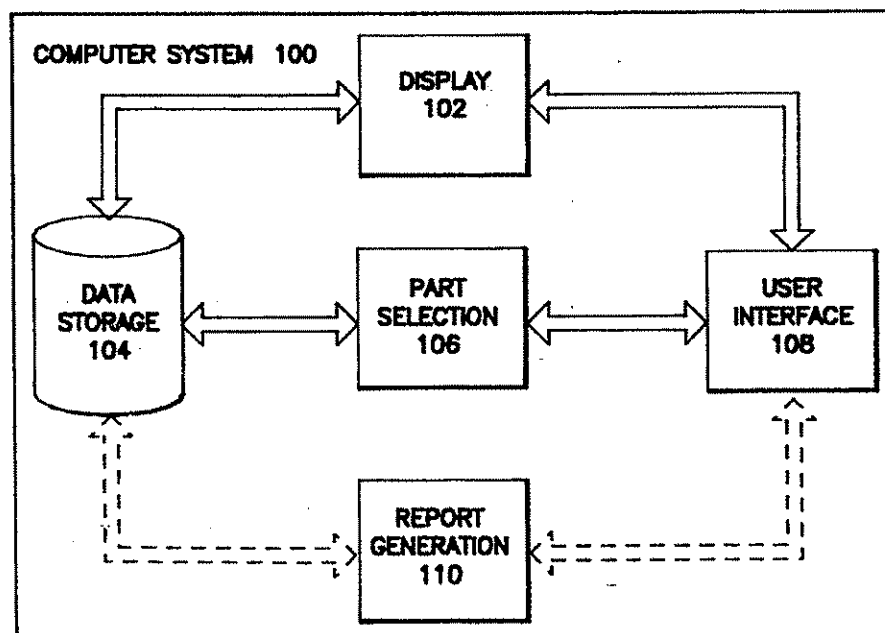 COMPUTER SYSTEM 100
DISPLAY
102
DATA
STORAGE
104
PART
SELECTION
106
USER
INTERFACE
108
REPORT
GENERATION
110